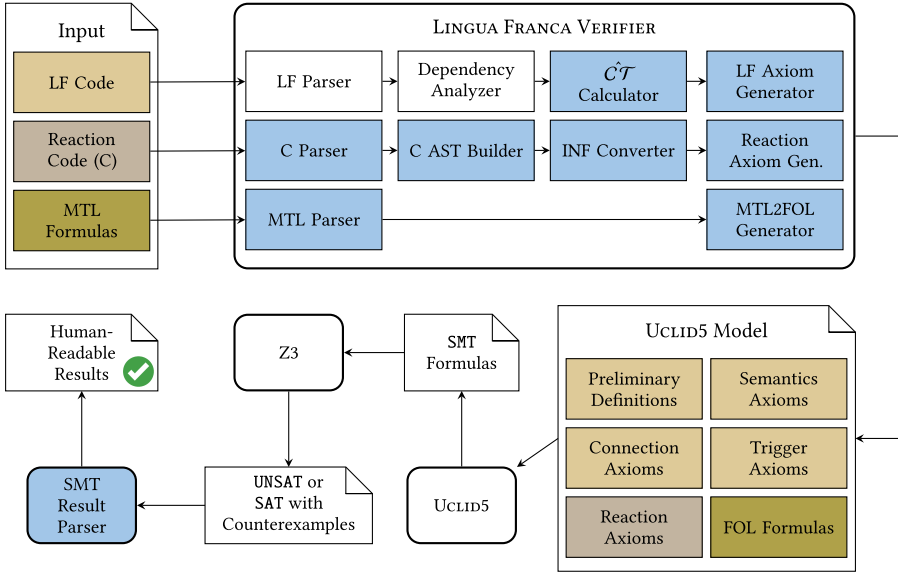 Input
LF Code
Reaction
Code (C)
MTL
Formulas
LINGUA FRANCA VERIFIER
LF Parser
Dependency
Analyzer
𝒞𝒯̂
Calculator
LF Axiom
Generator
C Parser
C AST Builder
INF Converter
Reaction
Axiom Gen.
MTL Parser
MTL2FOL
Generator
Human-
Readable
Results
Z3
SMT
Formulas
UCLID5 Model
Preliminary
Definitions
Semantics
Axioms
Connection
Axioms
Trigger
Axioms
Reaction
Axioms
FOL Formulas
SMT
Result
Parser
UNSAT or
SAT with
Counterexamples
UCLID5